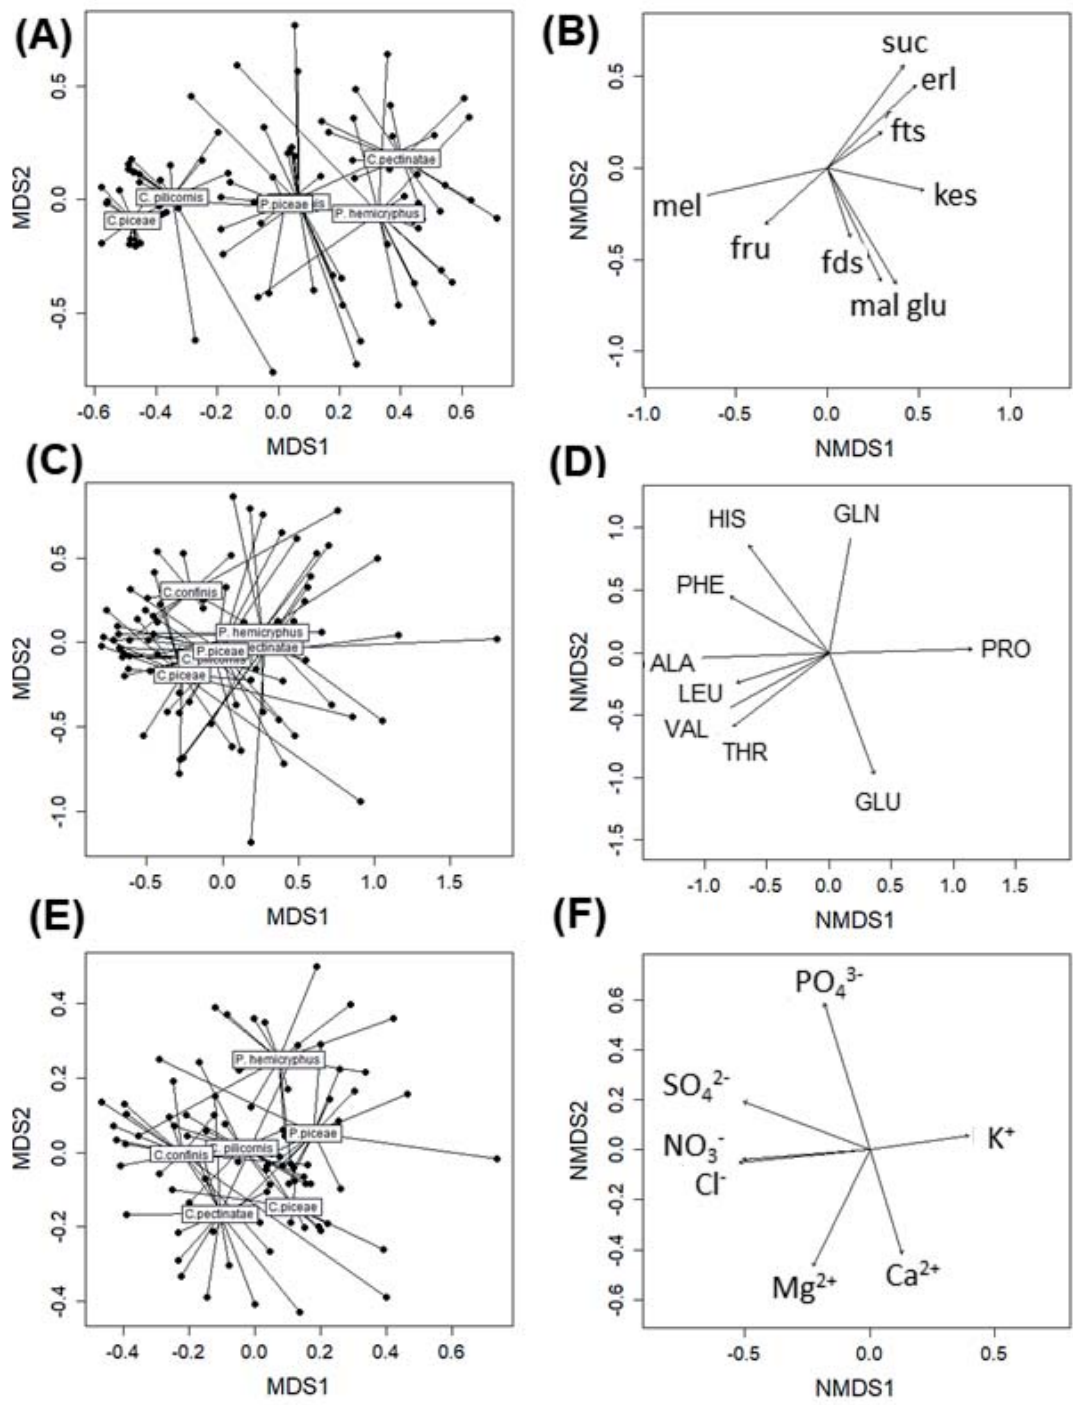 (A)
MDS2
0.5
0.0
-0.5
C.pectinatae
C. pilicornis
P.piceae
is
P. hemicryphus
C.piceae
-0.6 -0.4 -0.2 0.0 0.2 0.4 0.6
MDS1
(B)
NMDS2
0.5
0.0
-0.5
-1.0
suc
erl
fts
kes
mel
fru
fds
mal glu
-1.0 -0.5 0.0 0.5 1.0
NMDS1
(C)
MDS2
0.5
0.0
-0.5
-1.0
C.confinis
P. hemicryphus
P.piceae
ectinatae
C. pilicornis
C.piceae
-0.5 0.0 0.5 1.0 1.5
MDS1
(D)
NMDS2
1.0
0.5
0.0
-0.5
-1.0
-1.5
HIS
GLN
PHE
PRO
ALA
LEU
VAL
THR
GLU
-1.0 -0.5 0.0 0.5 1.0 1.5
NMDS1
(E)
MDS2
0.4
0.2
0.0
-0.2
-0.4
P. hemicryphus
P.piceae
C. pilicornis
C.confinis
C.piceae
C.pectinatae
-0.4 -0.2 0.0 0.2 0.4 0.6
MDS1
(F)
NMDS2
0.6
0.4
0.2
0.0
-0.2
-0.4
-0.6
PO₄³⁻
SO₄²⁻
NO₃⁻
K⁺
Cl⁻
Mg²⁺
Ca²⁺
-0.5 0.0 0.5
NMDS1